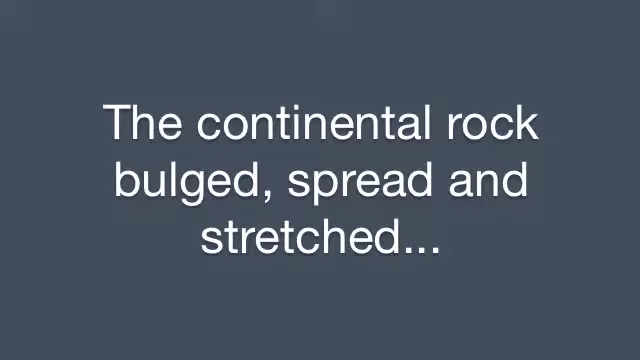 The continental rock
bulged, spread and
stretched...